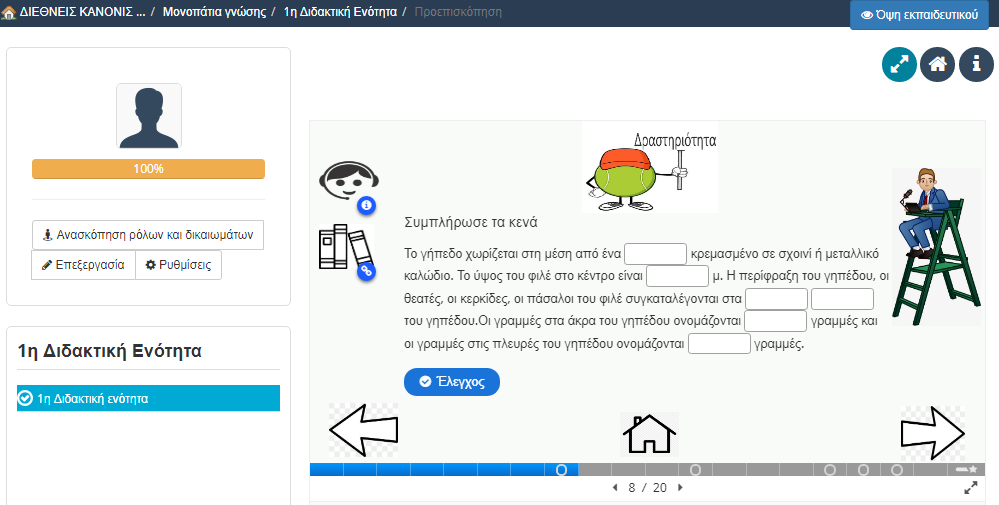 ΔΙΕΘΝΕΙΣ ΚΑΝΟΝΙΣ ... / Μονοπάτια γνώσης / 1η Διδακτική Ενότητα / Προεπισκόπηση
Όψη εκπαιδευτικού
100%
Ανασκόπηση ρόλων και δικαιωμάτων
Επεξεργασία
Ρυθμίσεις
1η Διδακτική Ενότητα
1η Διδακτική ενότητα
Δραστηριότητα
Συμπλήρωσε τα κενά
Το γήπεδο χωρίζεται στη μέση από ένα κρεμασμένο σε σχοινί ή μεταλλικό
καλώδιο. Το ύψος του φιλέ στο κέντρο είναι μ. Η περίφραξη του γηπέδου, οι
θεατές, οι κερκίδες, οι πάσαλοι του φιλέ συγκαταλέγονται στα
του γηπέδου.Οι γραμμές στα άκρα του γηπέδου ονομάζονται γραμμές και
οι γραμμές στις πλευρές του γηπέδου ονομάζονται γραμμές.
Έλεγχος
8 / 20